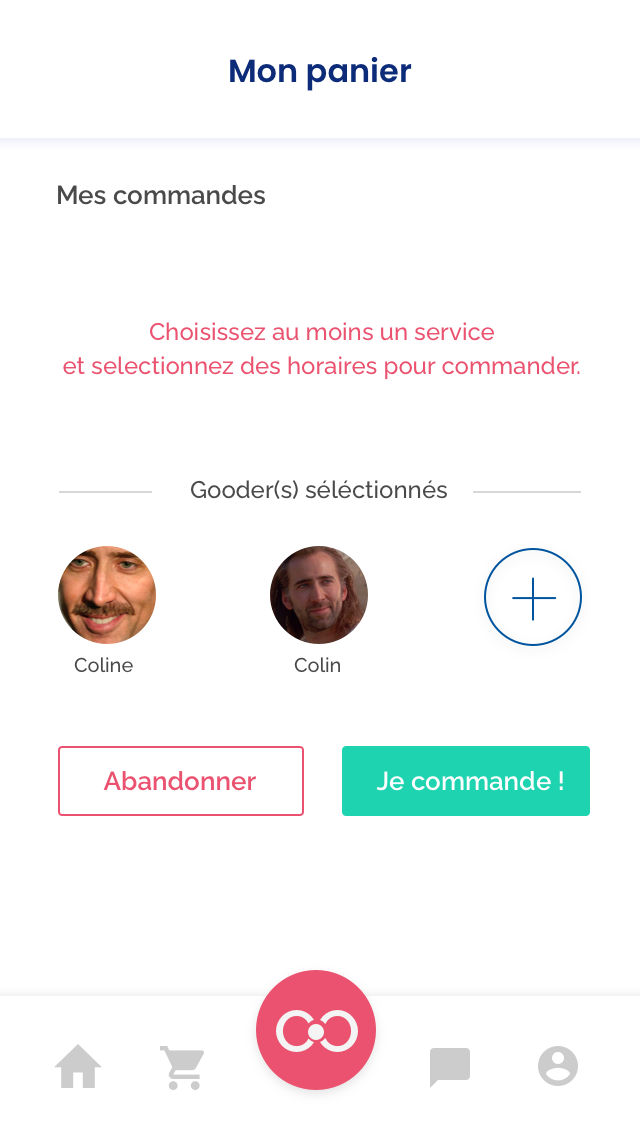 Mon panier
Mes commandes
Choisissez au moins un service
et selectionnez des horaires pour commander.
Gooder(s) séléctionnés
Coline
Colin
Abandonner
Je commande !